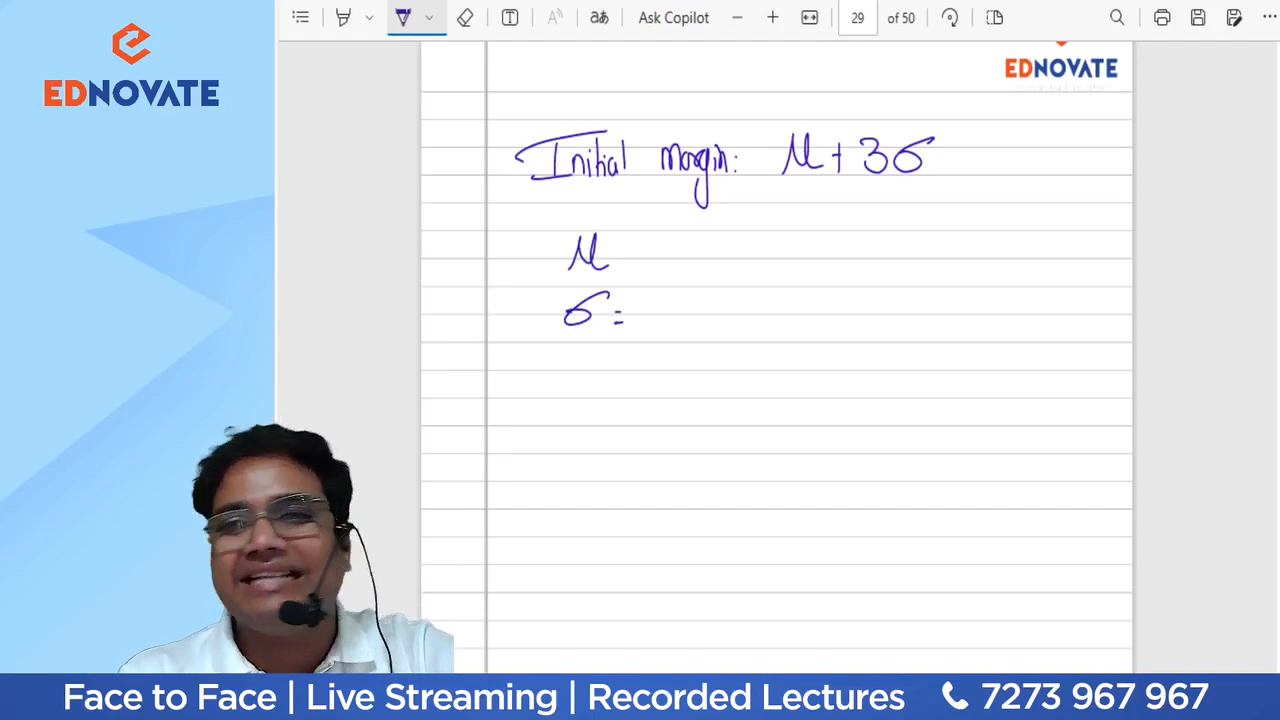 EDNOVATE
Ask Copilot
29 of 50
EDNOVATE
Initial margin: μ + 3σ
μ
σ =
Face to Face | Live Streaming | Recorded Lectures 7273 967 967